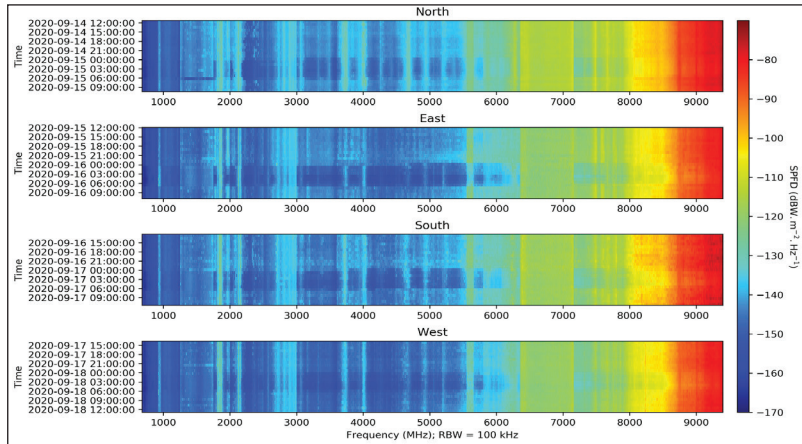 North
Time
2020-09-14 12:00:00
2020-09-14 15:00:00
2020-09-14 18:00:00
2020-09-14 21:00:00
2020-09-15 00:00:00
2020-09-15 03:00:00
2020-09-15 06:00:00
2020-09-15 09:00:00
1000 2000 3000 4000 5000 6000 7000 8000 9000
East
Time
2020-09-15 12:00:00
2020-09-15 15:00:00
2020-09-15 18:00:00
2020-09-15 21:00:00
2020-09-16 00:00:00
2020-09-16 03:00:00
2020-09-16 06:00:00
2020-09-16 09:00:00
1000 2000 3000 4000 5000 6000 7000 8000 9000
South
Time
2020-09-16 15:00:00
2020-09-16 18:00:00
2020-09-16 21:00:00
2020-09-17 00:00:00
2020-09-17 03:00:00
2020-09-17 06:00:00
2020-09-17 09:00:00
1000 2000 3000 4000 5000 6000 7000 8000 9000
West
Time
2020-09-17 15:00:00
2020-09-17 18:00:00
2020-09-17 21:00:00
2020-09-18 00:00:00
2020-09-18 03:00:00
2020-09-18 06:00:00
2020-09-18 09:00:00
2020-09-18 12:00:00
1000 2000 3000 4000 5000 6000 7000 8000 9000
Frequency (MHz); RBW = 100 kHz
−80
−90
−100
−110
−120
−130
−140
−150
−160
−170
SPFD (dBW.m⁻².Hz⁻¹)